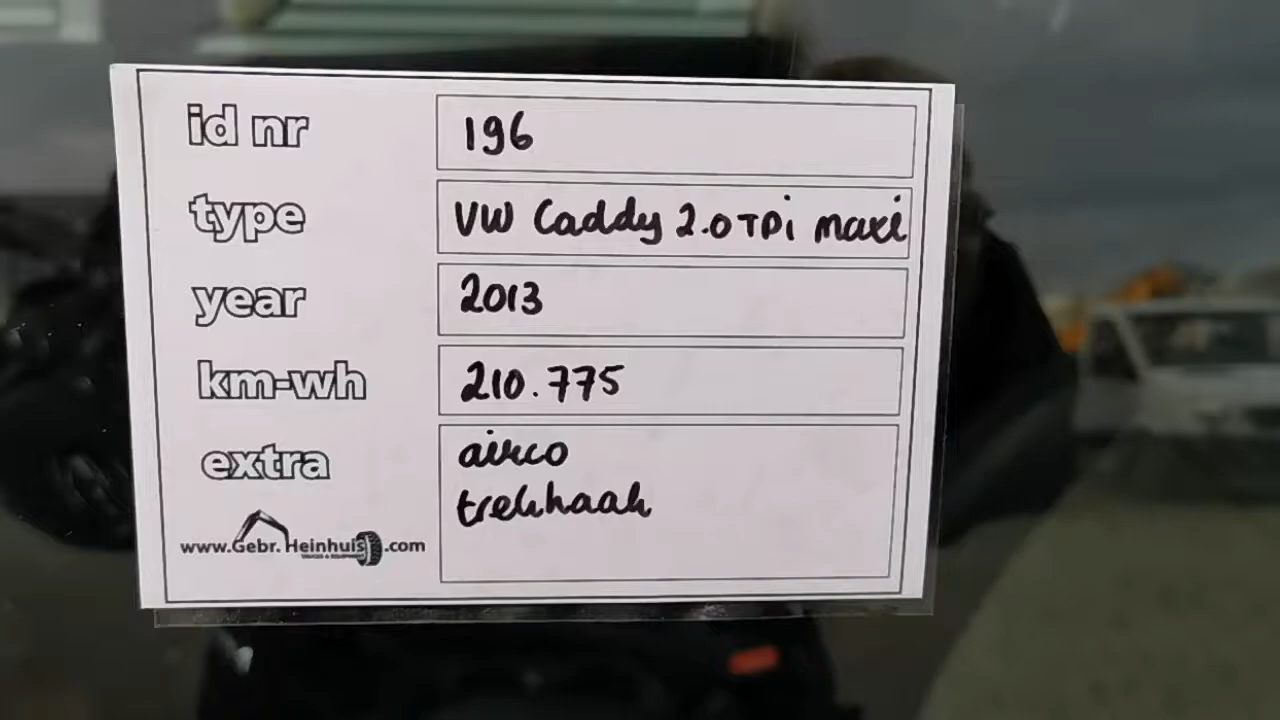 id nr 196
type VW Caddy 2.0 TDi maxi
year 2013
km-wh 210.775
extra airco
trekhaak
www.Gebr.Heinhuis.com